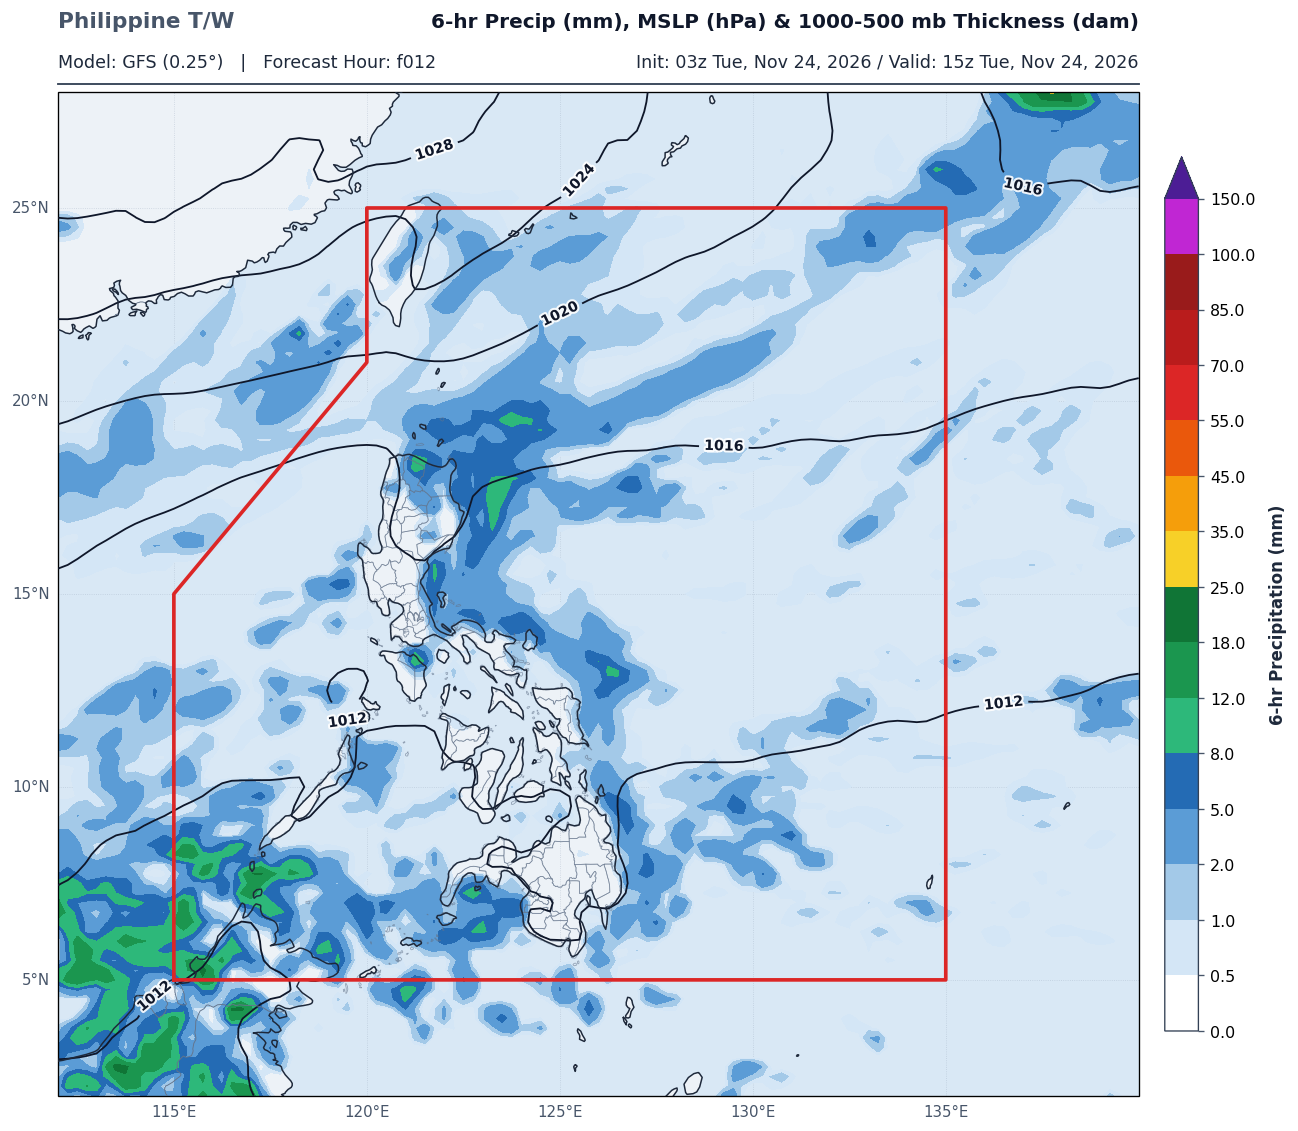 Philippine T/W
6-hr Precip (mm), MSLP (hPa) & 1000-500 mb Thickness (dam)
Model: GFS (0.25°) | Forecast Hour: f012
Init: 03z Tue, Nov 24, 2026 / Valid: 15z Tue, Nov 24, 2026
1028
1024
1016
1020
1016
1012
1012
1012
25°N
20°N
15°N
10°N
5°N
115°E
120°E
125°E
130°E
135°E
150.0
100.0
85.0
70.0
55.0
45.0
35.0
25.0
18.0
12.0
8.0
5.0
2.0
1.0
0.5
0.0
6-hr Precipitation (mm)